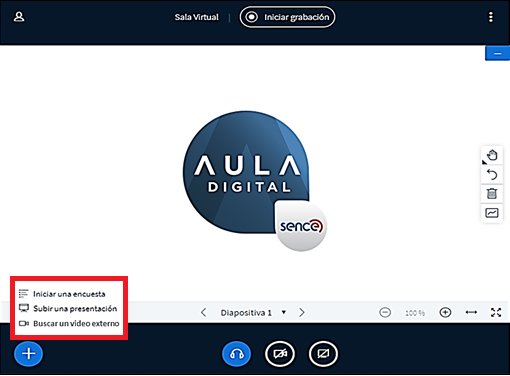 Sala Virtual
Iniciar grabación
AULA
DIGITAL
sence
Iniciar una encuesta
Subir una presentación
Buscar un video externo
Diapositiva 1
100 %